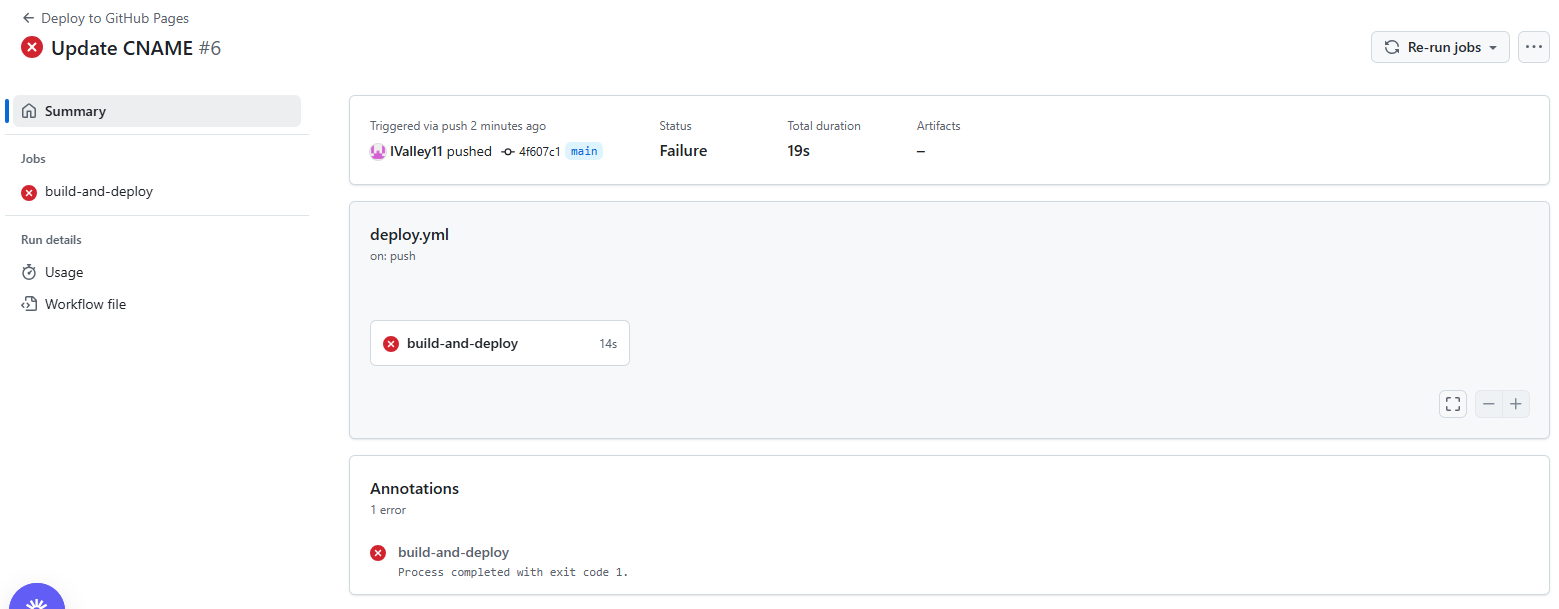 Deploy to GitHub Pages
Update CNAME #6
Re-run jobs
Summary
Jobs
build-and-deploy
Run details
Usage
Workflow file
Triggered via push 2 minutes ago
IValley11 pushed 4f607c1 main
Status
Failure
Total duration
19s
Artifacts
–
deploy.yml
on: push
build-and-deploy 14s
Annotations
1 error
build-and-deploy
Process completed with exit code 1.